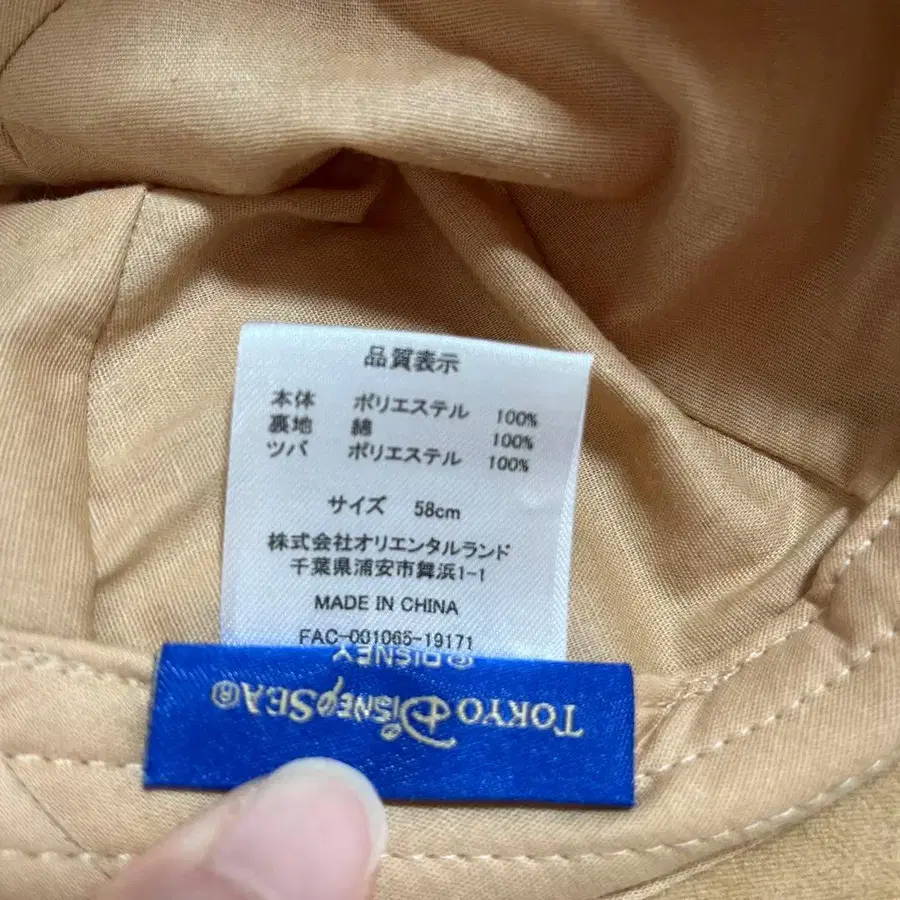 品質表示
本体 ポリエステル 100%
裏地 綿 100%
ツバ ポリエステル 100%
サイズ 58cm
株式会社オリエンタルランド
千葉県浦安市舞浜1-1
MADE IN CHINA
FAC-001065-19171
© DISNEY
TOKYO DISNEYSEA®